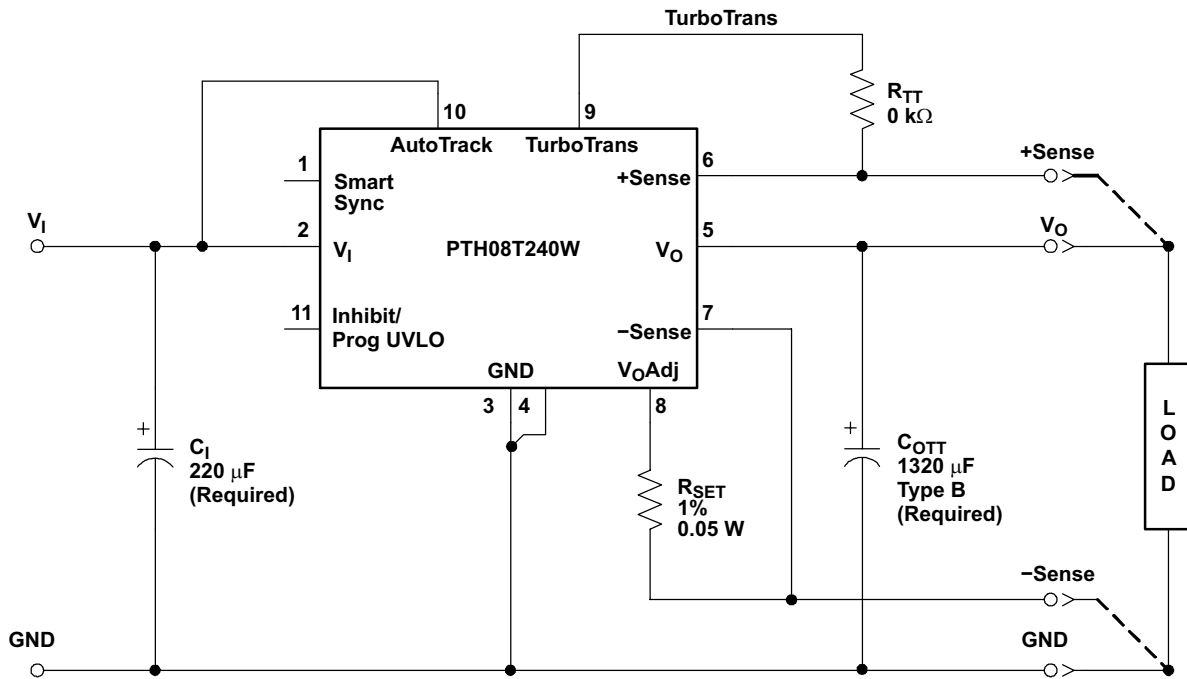 TurboTrans
R_TT
0 kΩ
10
9
AutoTrack
TurboTrans
6
+Sense
+Sense
1
Smart
Sync
V_I
2
V_I
PTH08T240W
5
V_O
V_O
11
Inhibit/
Prog UVLO
7
−Sense
GND
V_OAdj
3
4
8
+
C_I
220 μF
(Required)
R_SET
1%
0.05 W
+
C_OTT
1320 μF
Type B
(Required)
L
O
A
D
−Sense
GND
GND